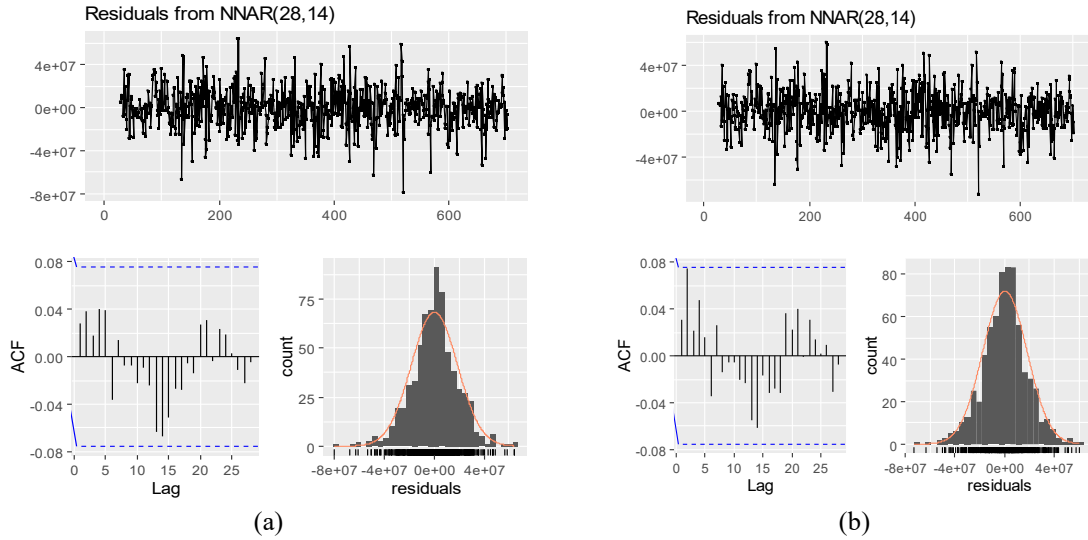 Residuals from NNAR(28,14)
4e+07
0e+00
-4e+07
-8e+07
0
200
400
600
0.08
0.04
0.00
-0.04
-0.08
ACF
0
5
10
15
20
25
Lag
75
50
25
0
count
-8e+07
-4e+07
0e+00
4e+07
residuals
(a)
Residuals from NNAR(28,14)
4e+07
0e+00
-4e+07
0
200
400
600
0.08
0.04
0.00
-0.04
-0.08
ACF
0
5
10
15
20
25
Lag
80
60
40
20
0
count
-8e+07
-4e+07
0e+00
4e+07
residuals
(b)